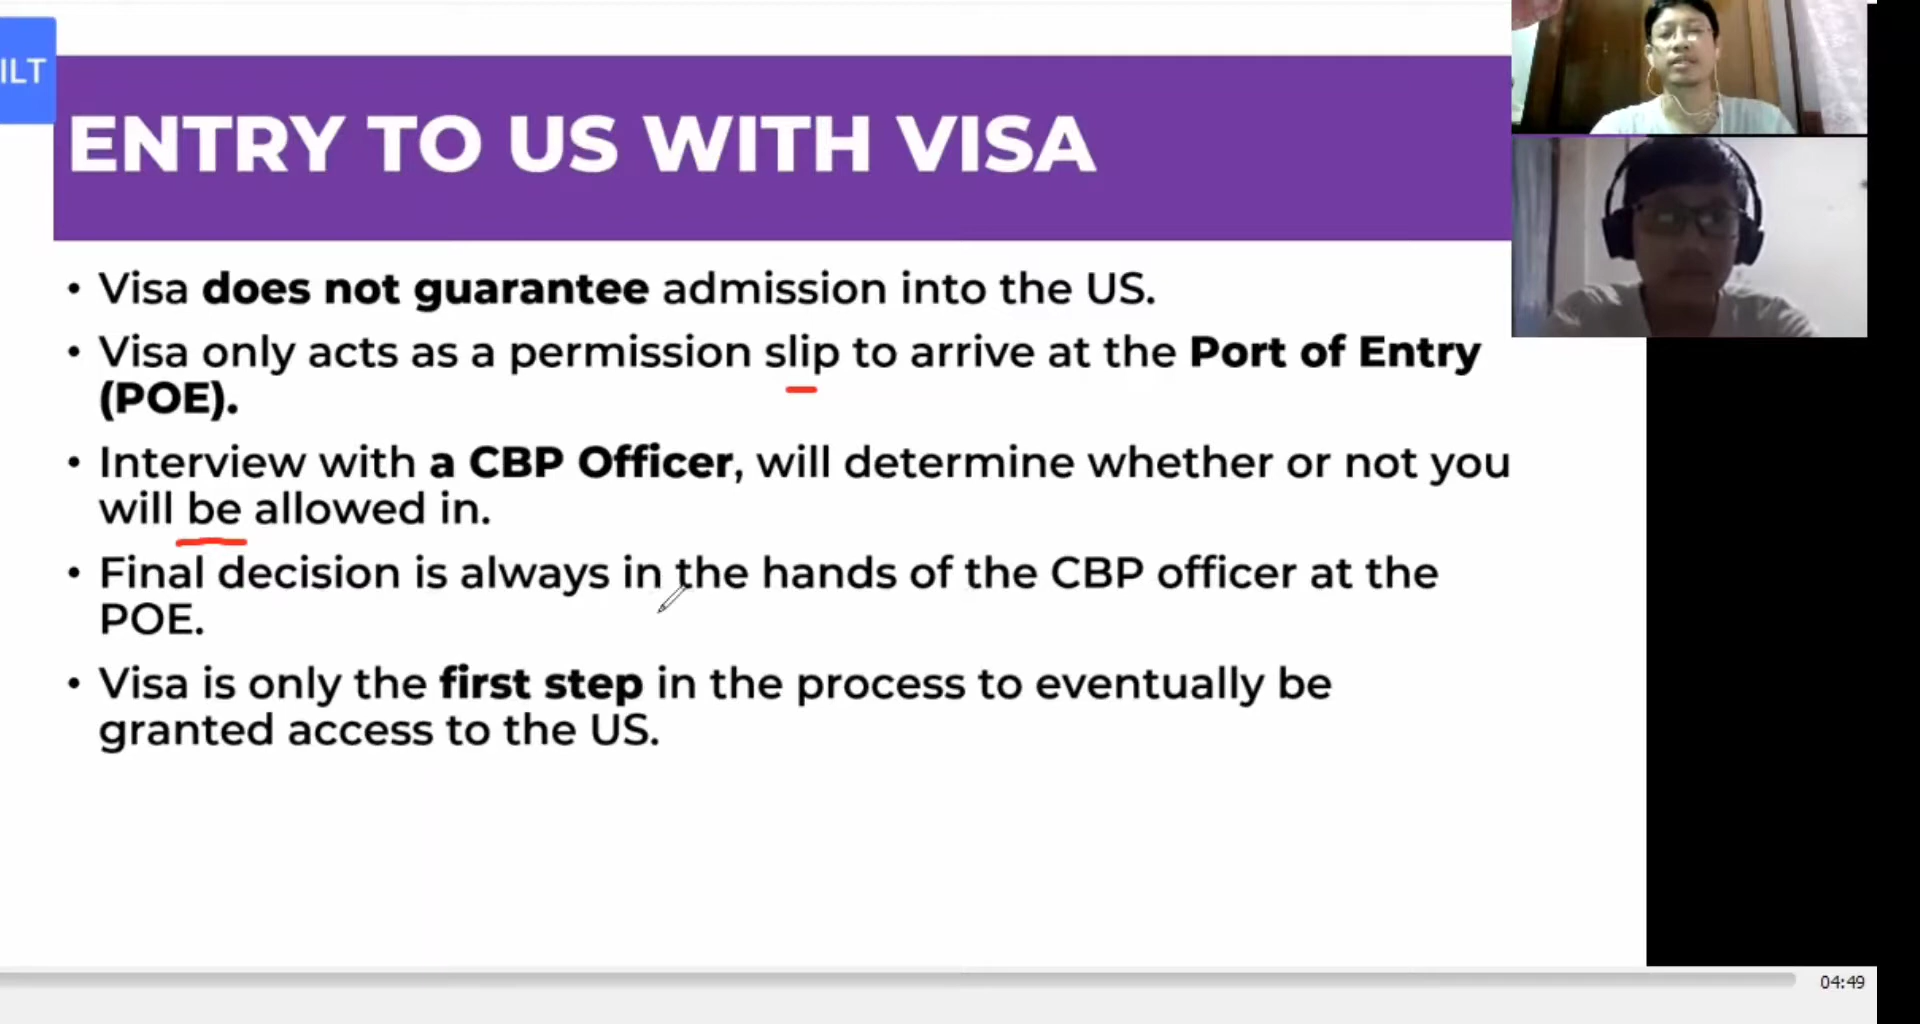 ILT
ENTRY TO US WITH VISA
• Visa does not guarantee admission into the US.
• Visa only acts as a permission slip to arrive at the Port of Entry
(POE).
• Interview with a CBP Officer, will determine whether or not you
will be allowed in.
• Final decision is always in the hands of the CBP officer at the
POE.
• Visa is only the first step in the process to eventually be
granted access to the US.
04:49